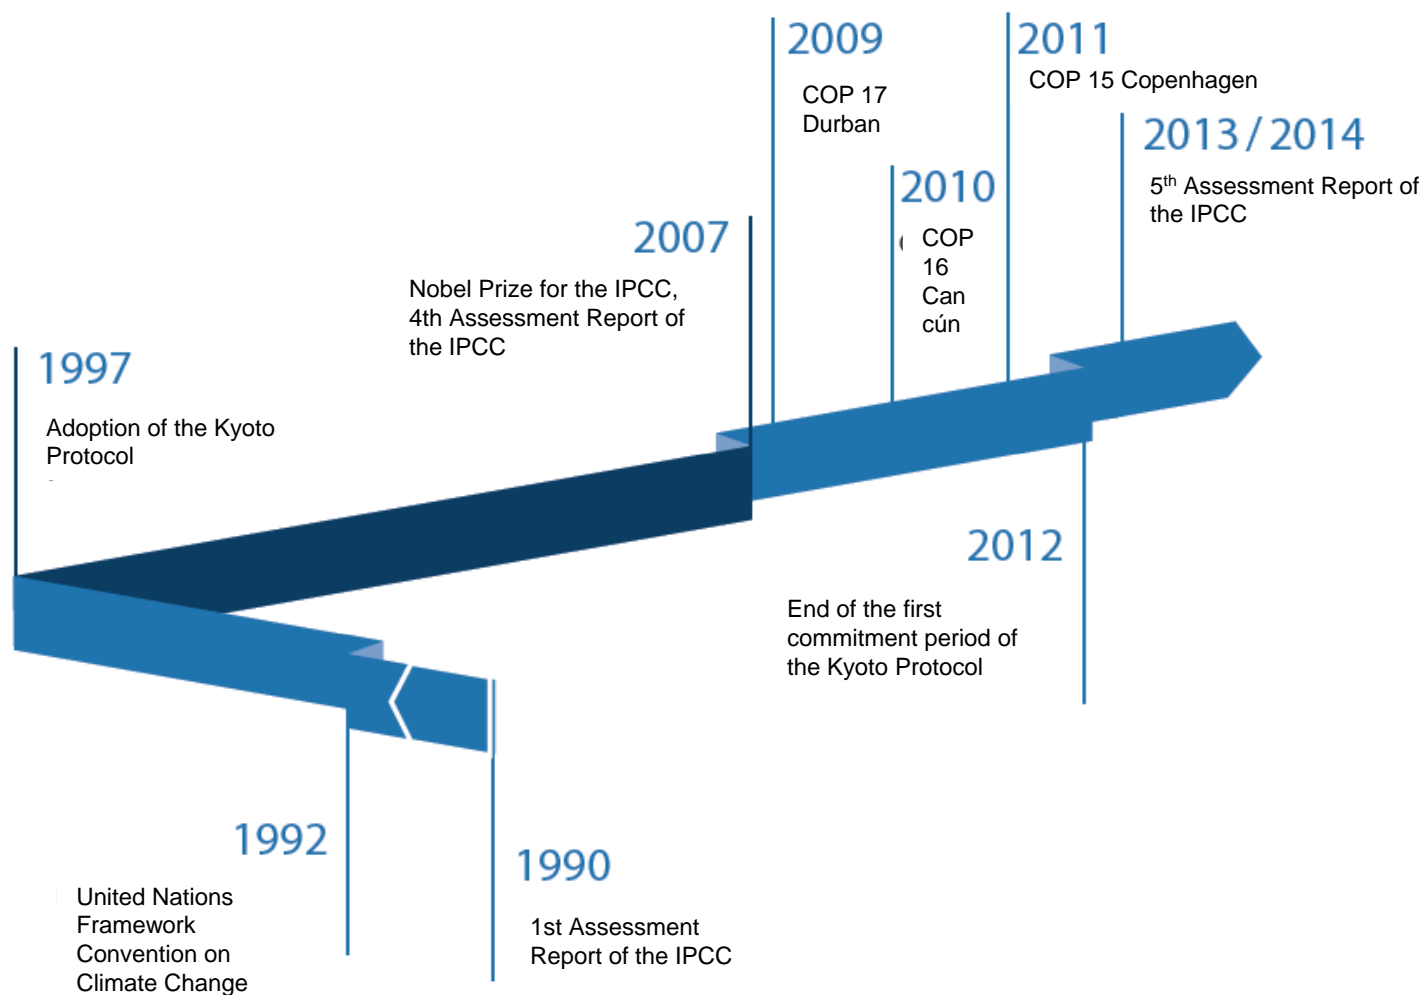 2009
COP 17
Durban
2011
COP 15 Copenhagen
2013 / 2014
5th Assessment Report of
the IPCC
2010
COP
16
Can
cún
2007
Nobel Prize for the IPCC,
4th Assessment Report of
the IPCC
1997
Adoption of the Kyoto
Protocol
2012
End of the first
commitment period of
the Kyoto Protocol
1992
United Nations
Framework
Convention on
Climate Change
1990
1st Assessment
Report of the IPCC